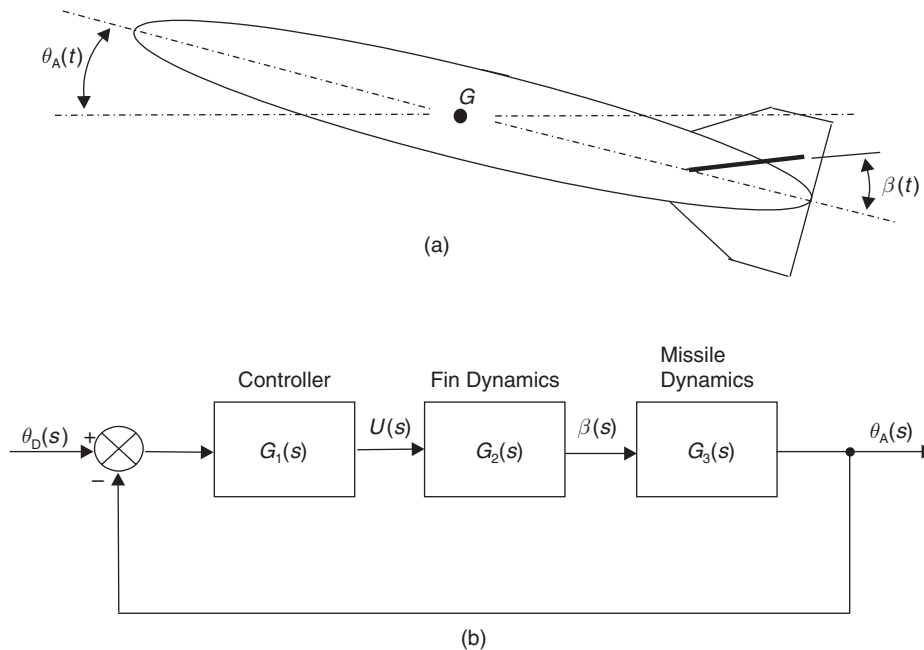 θA(t)
G
β(t)
(a)
Controller
Fin Dynamics
Missile
Dynamics
θD(s)
+
−
G1(s)
U(s)
G2(s)
β(s)
G3(s)
θA(s)
(b)